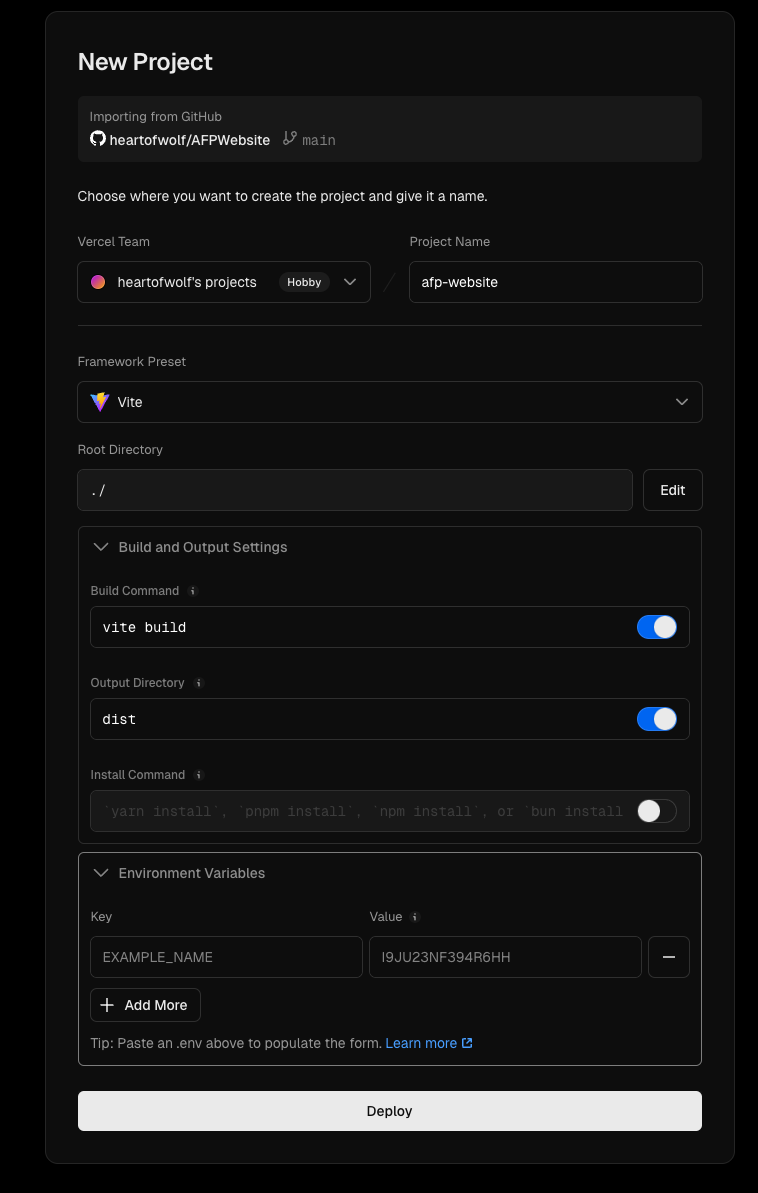 New Project
Importing from GitHub
heartofwolf/AFPWebsite main
Choose where you want to create the project and give it a name.
Vercel Team
Project Name
heartofwolf's projects Hobby
afp-website
Framework Preset
Vite
Root Directory
./
Edit
Build and Output Settings
Build Command
vite build
Output Directory
dist
Install Command
`yarn install`, `pnpm install`, `npm install`, or `bun install
Environment Variables
Key
Value
EXAMPLE_NAME
I9JU23NF394R6HH
Add More
Tip: Paste an .env above to populate the form. Learn more
Deploy